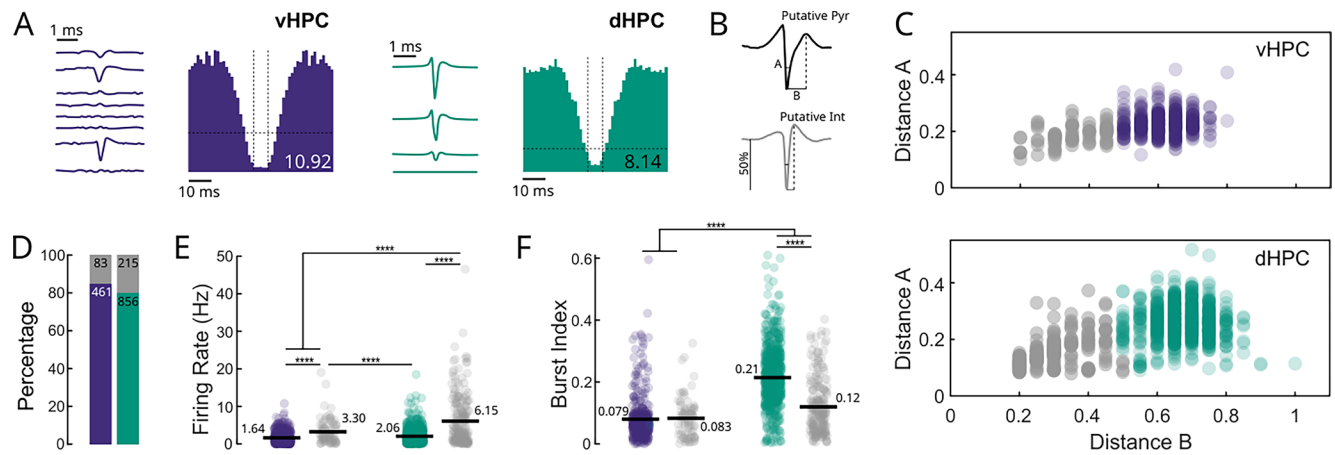 A
1 ms
vHPC
10.92
10 ms
1 ms
dHPC
8.14
10 ms
B
Putative Pyr
A
B
Putative Int
50%
C
vHPC
Distance A
0.4
0.2
0
dHPC
Distance A
0.4
0.2
0
0 0.2 0.4 0.6 0.8 1
Distance B
D
Percentage
100
80
60
40
20
0
83 215
461
856
E
Firing Rate (Hz)
50
40
30
20
10
0
****
****
**** ****
1.64 3.30 2.06 6.15
F
Burst Index
0.6
0.4
0.2
0
****
****
0.079 0.083 0.21 0.12